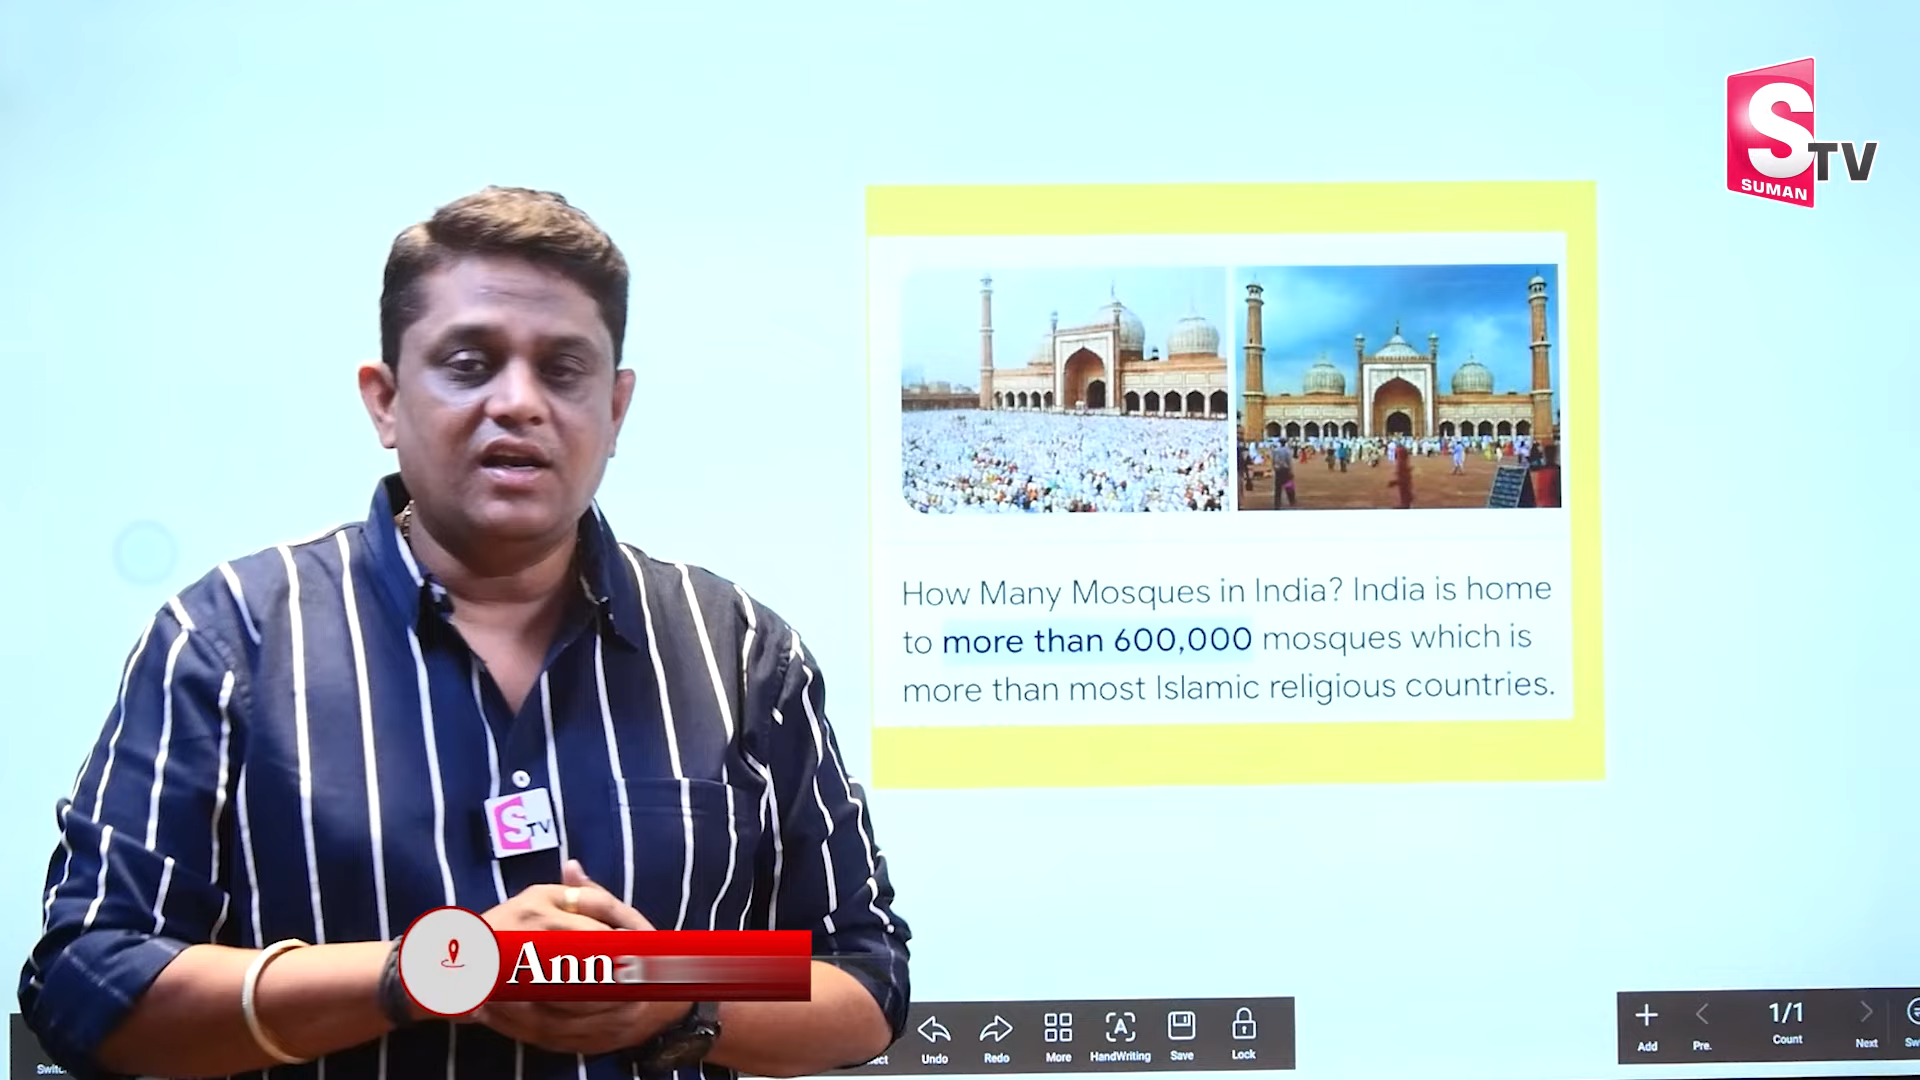 S
TV
SUMAN
How Many Mosques in India? India is home
to more than 600,000 mosques which is
more than most Islamic religious countries.
STV
Anna
Undo
Redo
More
HandWriting
Save
Lock
Add
Pre.
1/1
Count
Next